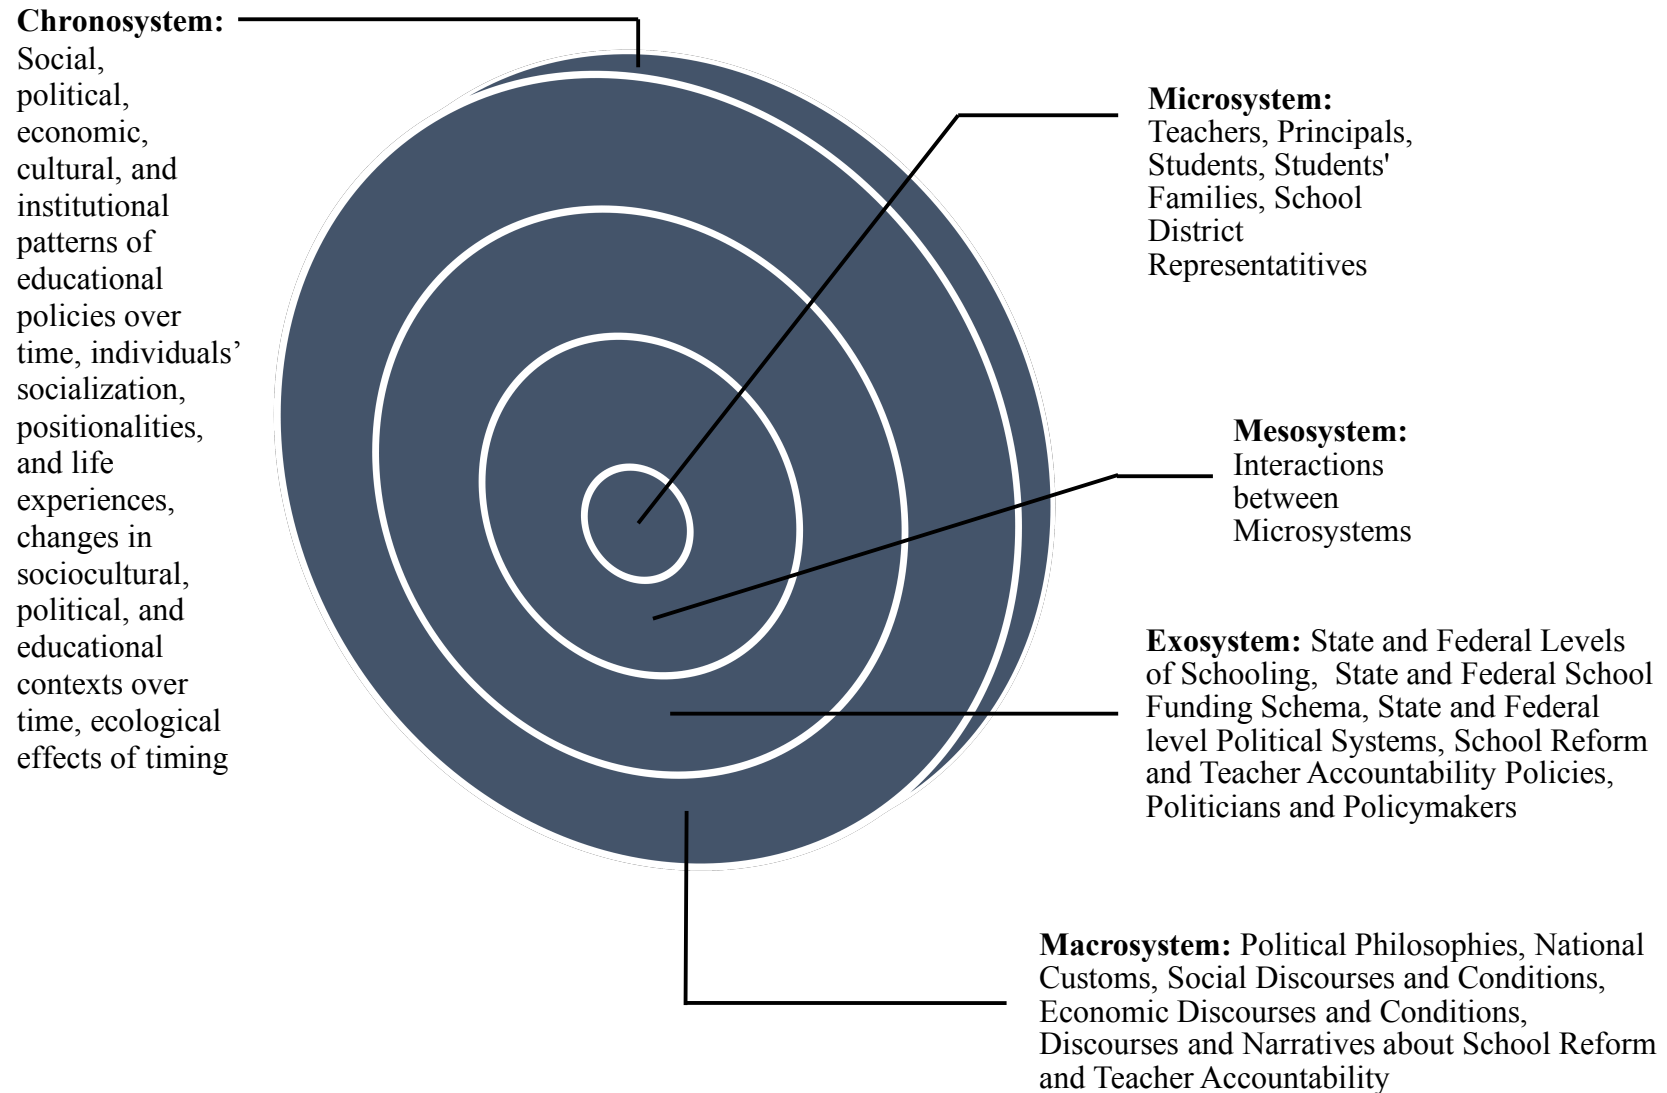 Chronosystem:
Social,
political,
economic,
cultural, and
institutional
patterns of
educational
policies over
time, individuals’
socialization,
positionalities,
and life
experiences,
changes in
sociocultural,
political, and
educational
contexts over
time, ecological
effects of timing
Microsystem:
Teachers, Principals,
Students, Students'
Families, School
District
Representatitives
Mesosystem:
Interactions
between
Microsystems
Exosystem: State and Federal Levels
of Schooling,  State and Federal School
Funding Schema, State and Federal
level Political Systems, School Reform
and Teacher Accountability Policies,
Politicians and Policymakers
Macrosystem: Political Philosophies, National
Customs, Social Discourses and Conditions,
Economic Discourses and Conditions,
Discourses and Narratives about School Reform
and Teacher Accountability